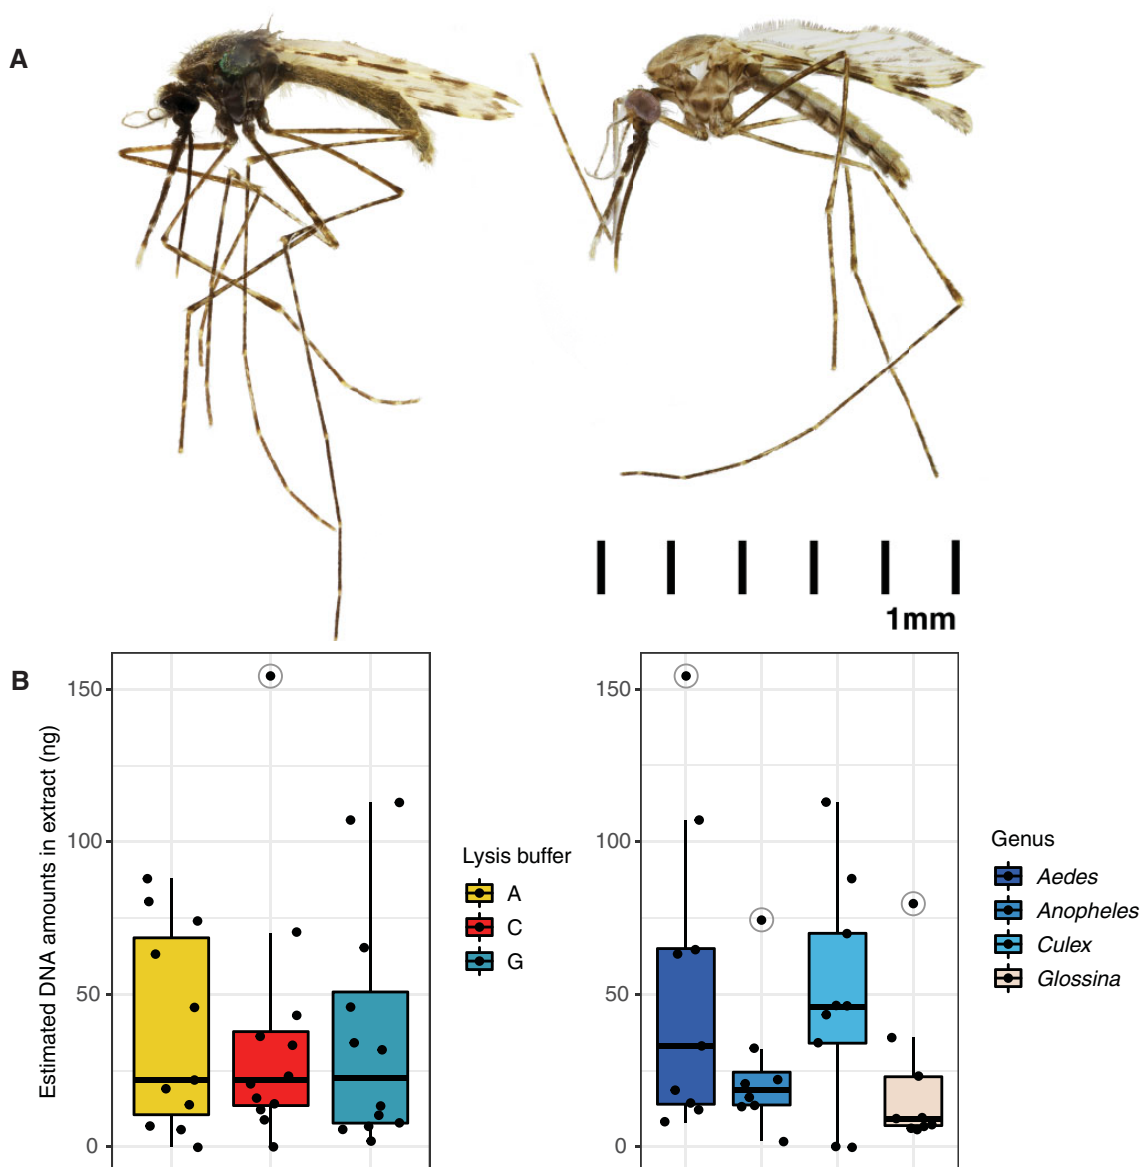 A
1mm
B
Estimated DNA amounts in extract (ng)
150
100
50
0
Lysis buffer
A
C
G
150
100
50
0
Genus
Aedes
Anopheles
Culex
Glossina